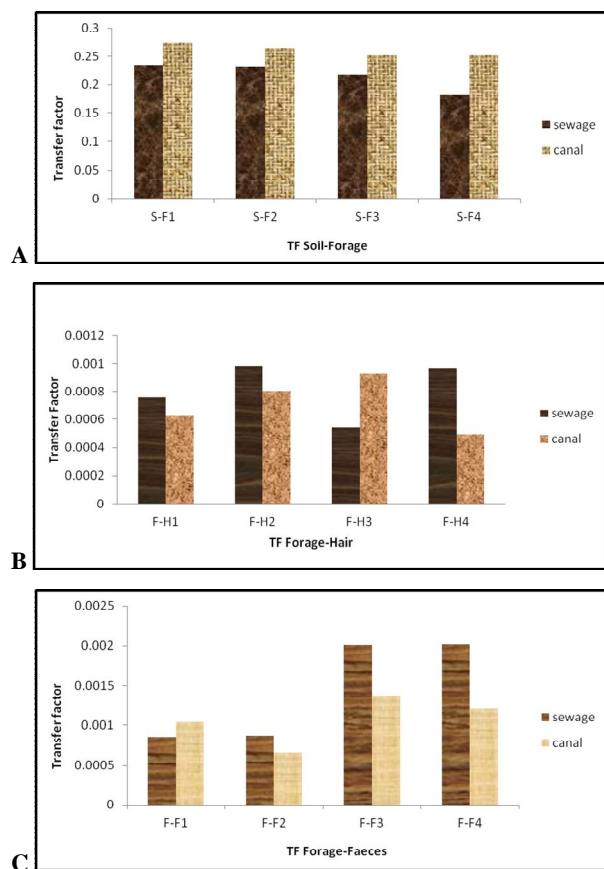 0.3
0.25
0.2
0.15
0.1
0.05
0
Transfer factor
S-F1 S-F2 S-F3 S-F4
TF Soil-Forage
sewage
canal
A
0.0012
0.001
0.0008
0.0006
0.0004
0.0002
0
Transfer Factor
F-H1 F-H2 F-H3 F-H4
TF Forage-Hair
sewage
canal
B
0.0025
0.002
0.0015
0.001
0.0005
0
Transfer factor
F-F1 F-F2 F-F3 F-F4
TF Forage-Faeces
sewage
canal
C